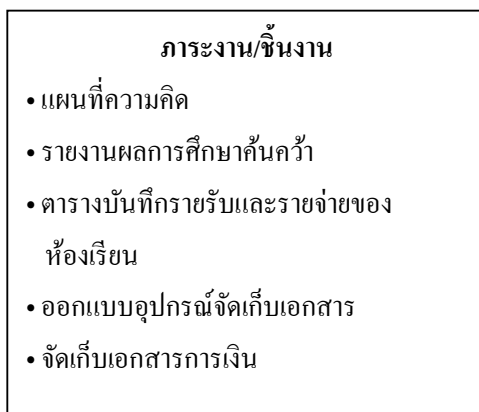 ภาระงาน/ชิ้นงาน
• แผนที่ความคิด
• รายงานผลการศึกษาค้นคว้า
• ตารางบันทึกรายรับและรายจ่ายของ
ห้องเรียน
• ออกแบบอุปกรณ์จัดเก็บเอกสาร
• จัดเก็บเอกสารการเงิน